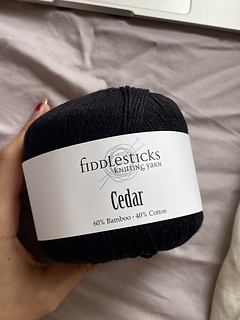 fiDDLesticks
knitting yarn
Cedar
60% Bamboo • 40% Cotton